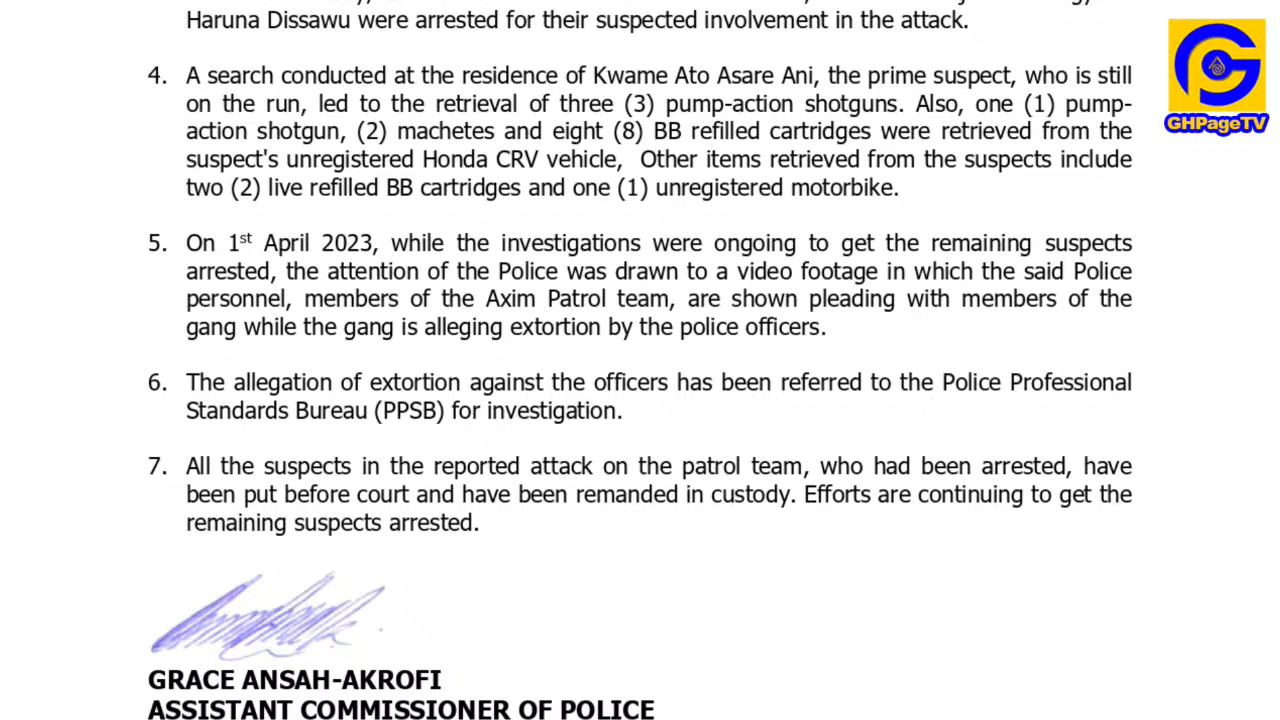 Haruna Dissawu were arrested for their suspected involvement in the attack.
4. A search conducted at the residence of Kwame Ato Asare Ani, the prime suspect, who is still
on the run, led to the retrieval of three (3) pump-action shotguns. Also, one (1) pump-
action shotgun, (2) machetes and eight (8) BB refilled cartridges were retrieved from the
suspect's unregistered Honda CRV vehicle, Other items retrieved from the suspects include
two (2) live refilled BB cartridges and one (1) unregistered motorbike.
5. On 1st April 2023, while the investigations were ongoing to get the remaining suspects
arrested, the attention of the Police was drawn to a video footage in which the said Police
personnel, members of the Axim Patrol team, are shown pleading with members of the
gang while the gang is alleging extortion by the police officers.
6. The allegation of extortion against the officers has been referred to the Police Professional
Standards Bureau (PPSB) for investigation.
7. All the suspects in the reported attack on the patrol team, who had been arrested, have
been put before court and have been remanded in custody. Efforts are continuing to get the
remaining suspects arrested.
GRACE ANSAH-AKROFI
ASSISTANT COMMISSIONER OF POLICE
GHPageTV